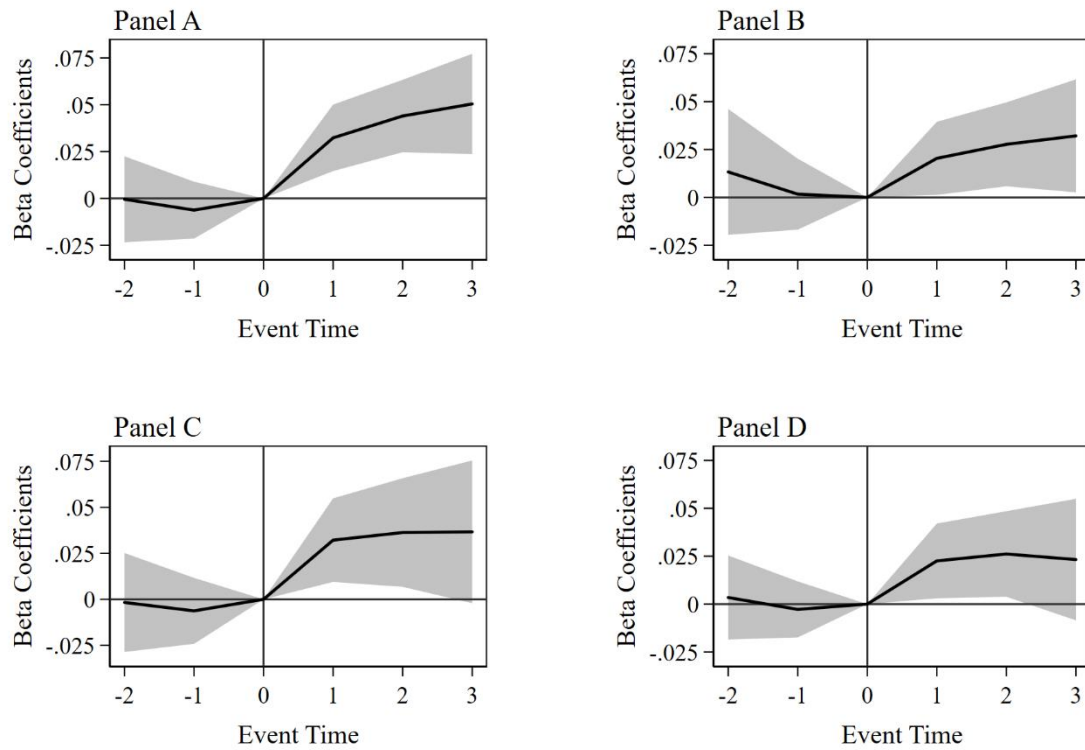 Panel A
Beta Coefficients
.075
.05
.025
0
-.025
-2 -1 0 1 2 3
Event Time
Panel B
Beta Coefficients
.075
.05
.025
0
-.025
-2 -1 0 1 2 3
Event Time
Panel C
Beta Coefficients
.075
.05
.025
0
-.025
-2 -1 0 1 2 3
Event Time
Panel D
Beta Coefficients
.075
.05
.025
0
-.025
-2 -1 0 1 2 3
Event Time